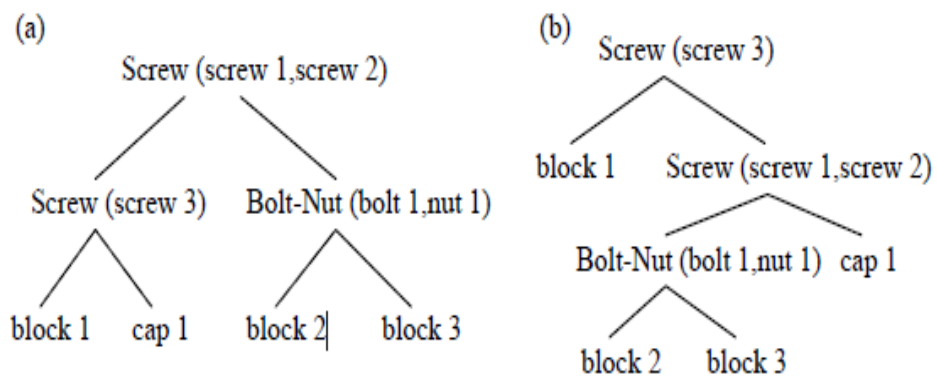 (a)
Screw (screw 1,screw 2)
Screw (screw 3) Bolt-Nut (bolt 1,nut 1)
block 1 cap 1 block 2 block 3
(b)
Screw (screw 3)
block 1 Screw (screw 1,screw 2)
Bolt-Nut (bolt 1,nut 1) cap 1
block 2 block 3